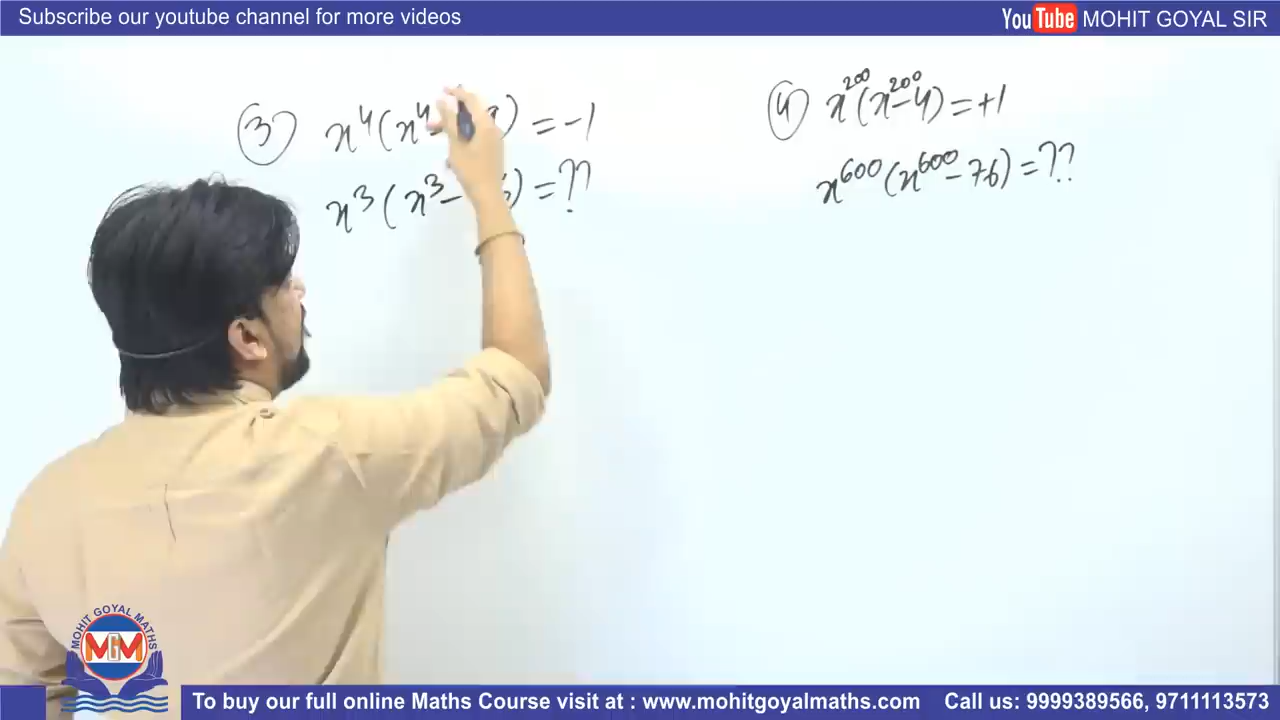 Subscribe our youtube channel for more videos
YouTube MOHIT GOYAL SIR
③ x⁴(x⁴- ) = -1
x³(x³- ) = ??
④ x²⁰⁰(x²⁰⁰-4) = +1
x⁶⁰⁰(x⁶⁰⁰-76) = ??
MOHIT GOYAL MATHS
MGM
To buy our full online Maths Course visit at : www.mohitgoyalmaths.com Call us: 9999389566, 9711113573